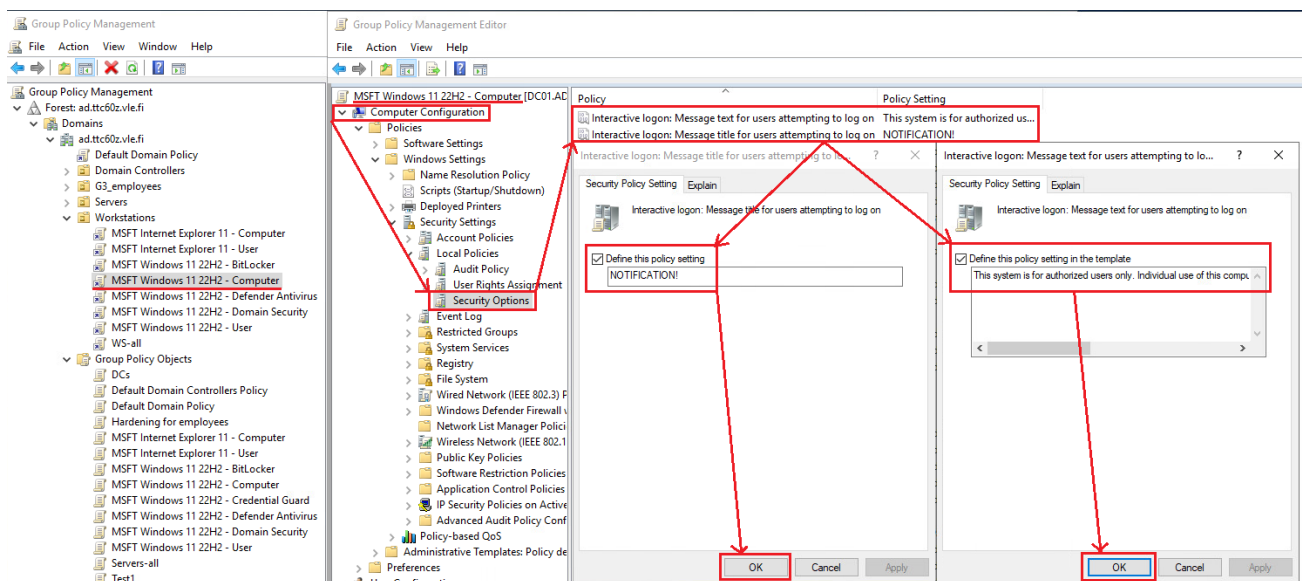 Group Policy Management
File Action View Window Help
Group Policy Management
Forest: ad.ttc60z.vle.fi
Domains
ad.ttc60z.vle.fi
Default Domain Policy
Domain Controllers
G3_employees
Servers
Workstations
MSFT Internet Explorer 11 - Computer
MSFT Internet Explorer 11 - User
MSFT Windows 11 22H2 - BitLocker
MSFT Windows 11 22H2 - Computer
MSFT Windows 11 22H2 - Defender Antivirus
MSFT Windows 11 22H2 - Domain Security
MSFT Windows 11 22H2 - User
WS-all
Group Policy Objects
DCs
Default Domain Controllers Policy
Default Domain Policy
Hardening for employees
MSFT Internet Explorer 11 - Computer
MSFT Internet Explorer 11 - User
MSFT Windows 11 22H2 - BitLocker
MSFT Windows 11 22H2 - Computer
MSFT Windows 11 22H2 - Credential Guard
MSFT Windows 11 22H2 - Defender Antivirus
MSFT Windows 11 22H2 - Domain Security
MSFT Windows 11 22H2 - User
Servers-all
Test1
Group Policy Management Editor
File Action View Help
MSFT Windows 11 22H2 - Computer [DC01.AD
Computer Configuration
Policies
Software Settings
Windows Settings
Name Resolution Policy
Scripts (Startup/Shutdown)
Deployed Printers
Security Settings
Account Policies
Local Policies
Audit Policy
User Rights Assignment
Security Options
Event Log
Restricted Groups
System Services
Registry
File System
Wired Network (IEEE 802.3) P
Windows Defender Firewall
Network List Manager Polici
Wireless Network (IEEE 802.1
Public Key Policies
Software Restriction Policies
Application Control Policies
IP Security Policies on Active
Advanced Audit Policy Conf
Policy-based QoS
Administrative Templates: Policy de
Preferences
Policy Policy Setting
Interactive logon: Message text for users attempting to log on This system is for authorized us...
Interactive logon: Message title for users attempting to log on NOTIFICATION!
Interactive logon: Message title for users attempting to lo... ? ×
Security Policy Setting Explain
Interactive logon: Message title for users attempting to log on
Define this policy setting
NOTIFICATION!
OK Cancel Apply
Interactive logon: Message text for users attempting to lo... ? ×
Security Policy Setting Explain
Interactive logon: Message text for users attempting to log on
Define this policy setting in the template
This system is for authorized users only. Individual use of this compu
OK Cancel Apply